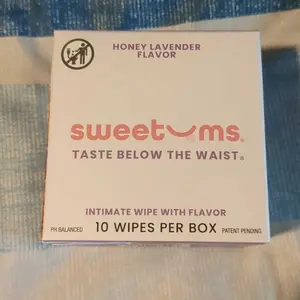 HONEY LAVENDER
FLAVOR
sweetums®
TASTE BELOW THE WAIST®
INTIMATE WIPE WITH FLAVOR
PH BALANCED 10 WIPES PER BOX PATENT PENDING